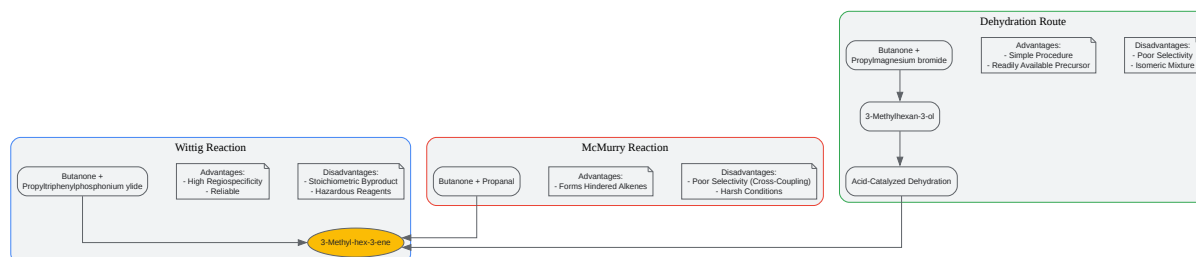 Dehydration Route
Butanone +
Propylmagnesium bromide
Advantages:
- Simple Procedure
- Readily Available Precursor
Disadvantages:
- Poor Selectivity
- Isomeric Mixture
3-Methylhexan-3-ol
Acid-Catalyzed Dehydration
Wittig Reaction
Butanone +
Propyltriphenylphosphonium ylide
Advantages:
- High Regiospecificity
- Reliable
Disadvantages:
- Stoichiometric Byproduct
- Hazardous Reagents
McMurry Reaction
Butanone + Propanal
Advantages:
- Forms Hindered Alkenes
Disadvantages:
- Poor Selectivity (Cross-Coupling)
- Harsh Conditions
3-Methyl-hex-3-ene